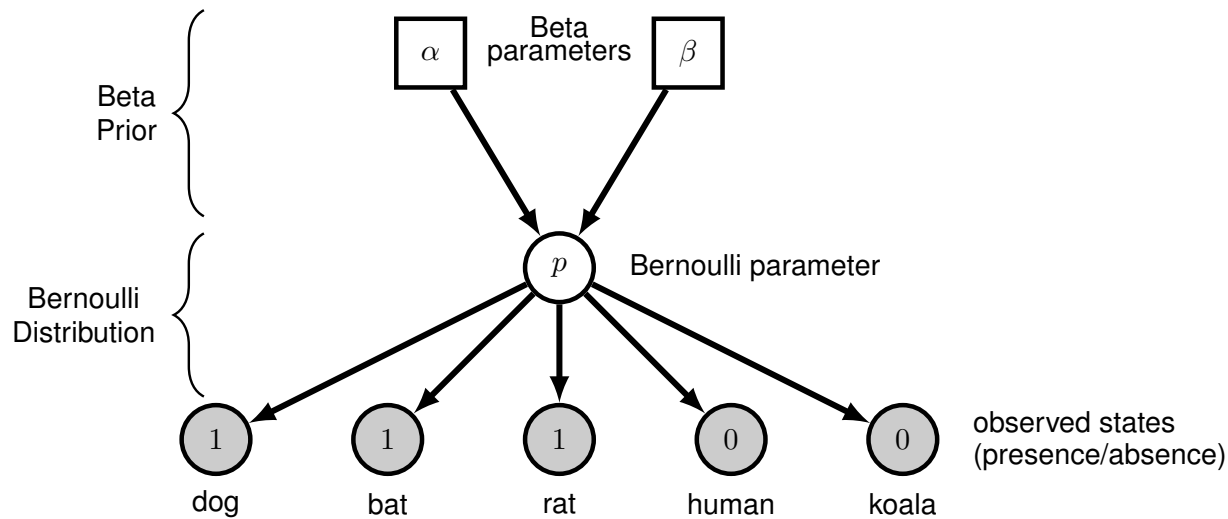 Beta
parameters
α
β
Beta
Prior
p
Bernoulli parameter
Bernoulli
Distribution
1
1
1
0
0
observed states
(presence/absence)
dog
bat
rat
human
koala